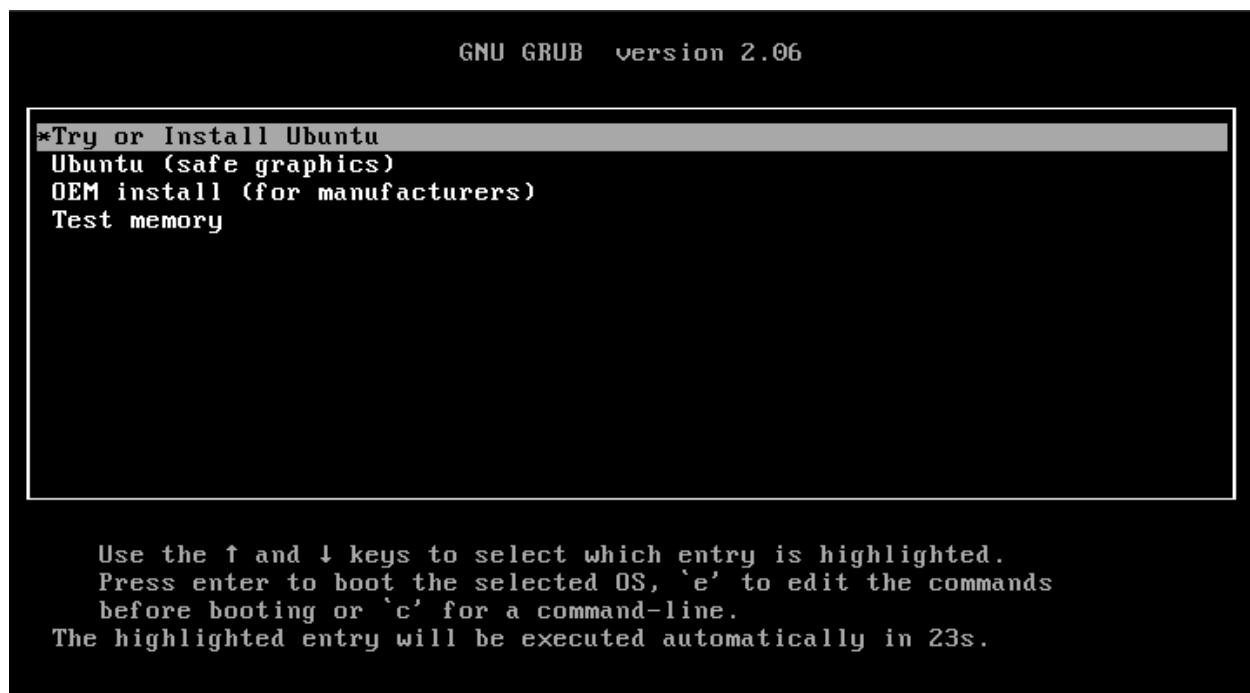 GNU GRUB  version 2.06
*Try or Install Ubuntu
Ubuntu (safe graphics)
OEM install (for manufacturers)
Test memory
Use the ↑ and ↓ keys to select which entry is highlighted.
Press enter to boot the selected OS, `e' to edit the commands
before booting or `c' for a command-line.
The highlighted entry will be executed automatically in 23s.